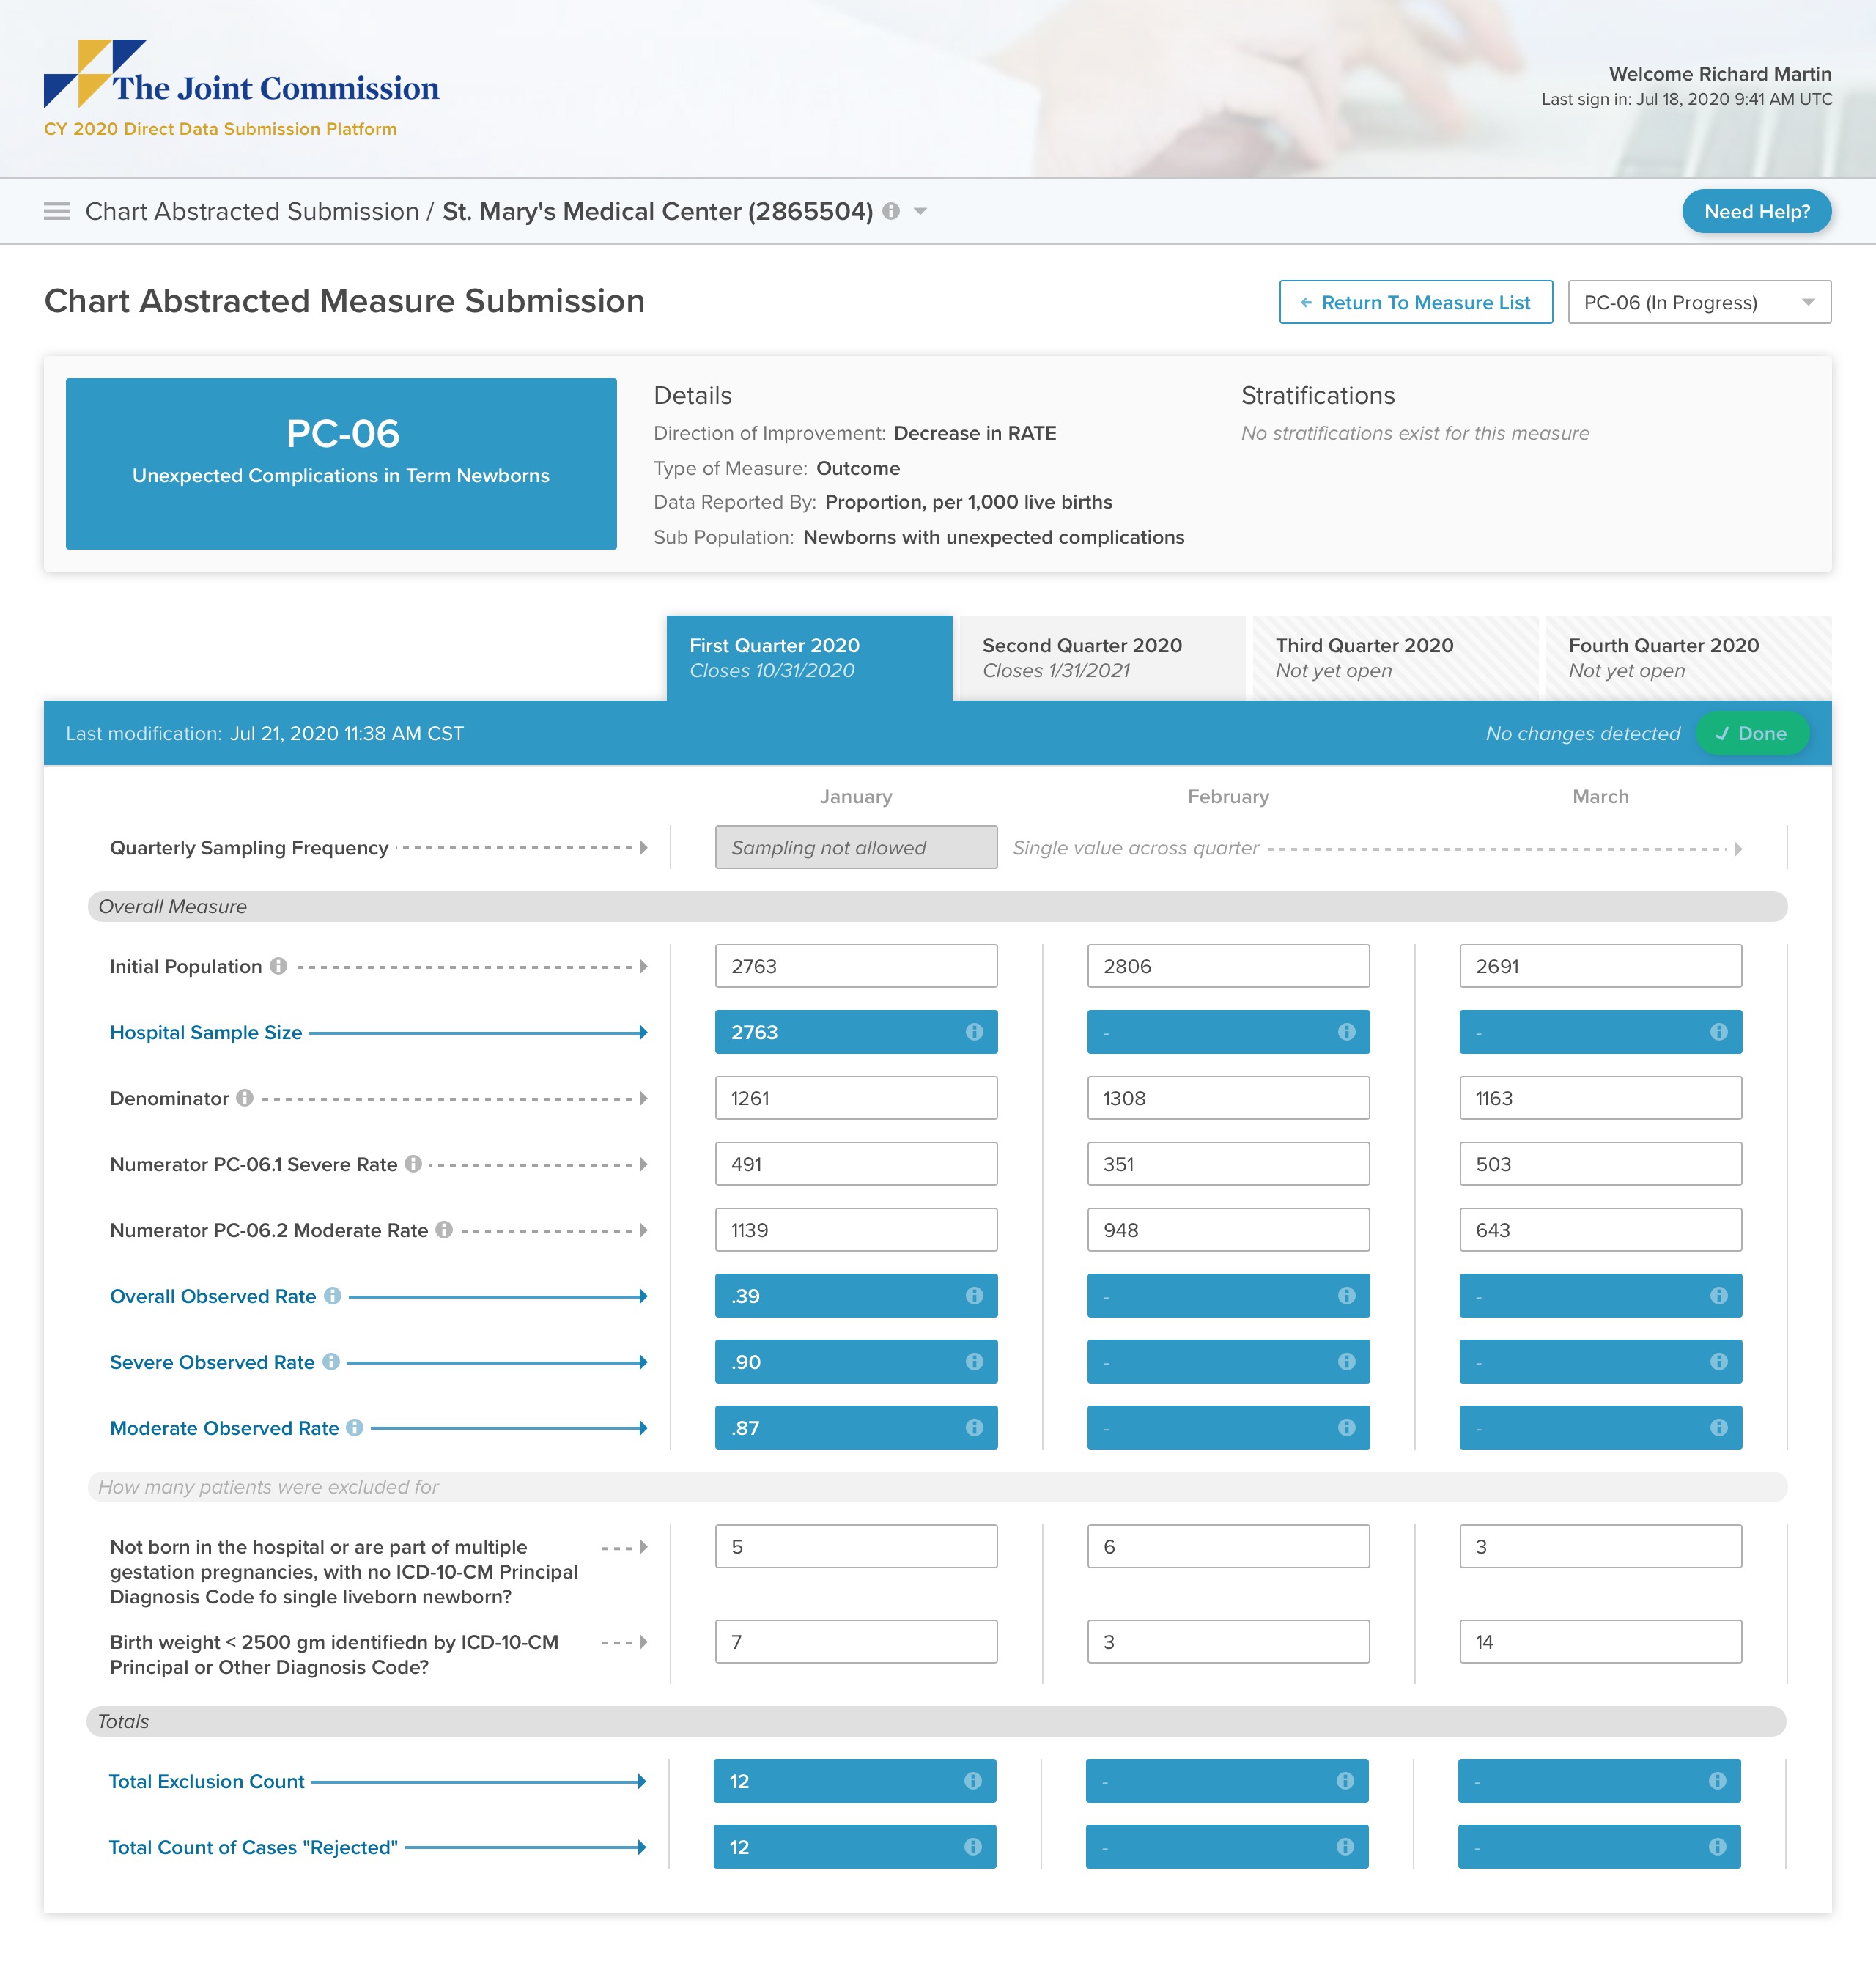 The Joint Commission
CY 2020 Direct Data Submission Platform
Welcome Richard Martin
Last sign in: Jul 18, 2020 9:41 AM UTC
Chart Abstracted Submission / St. Mary's Medical Center (2865504)
Need Help?
Chart Abstracted Measure Submission
Return To Measure List
PC-06 (In Progress)
PC-06
Unexpected Complications in Term Newborns
Details
Direction of Improvement: Decrease in RATE
Type of Measure: Outcome
Data Reported By: Proportion, per 1,000 live births
Sub Population: Newborns with unexpected complications
Stratifications
No stratifications exist for this measure
First Quarter 2020
Closes 10/31/2020
Second Quarter 2020
Closes 1/31/2021
Third Quarter 2020
Not yet open
Fourth Quarter 2020
Not yet open
Last modification: Jul 21, 2020 11:38 AM CST
No changes detected
Done
January February March
Quarterly Sampling Frequency Sampling not allowed Single value across quarter
Overall Measure
Initial Population 2763 2806 2691
Hospital Sample Size 2763 - -
Denominator 1261 1308 1163
Numerator PC-06.1 Severe Rate 491 351 503
Numerator PC-06.2 Moderate Rate 1139 948 643
Overall Observed Rate .39 - -
Severe Observed Rate .90 - -
Moderate Observed Rate .87 - -
How many patients were excluded for
Not born in the hospital or are part of multiple
gestation pregnancies, with no ICD-10-CM Principal
Diagnosis Code fo single liveborn newborn?
5 6 3
Birth weight < 2500 gm identifiedn by ICD-10-CM
Principal or Other Diagnosis Code?
7 3 14
Totals
Total Exclusion Count 12 - -
Total Count of Cases "Rejected" 12 - -